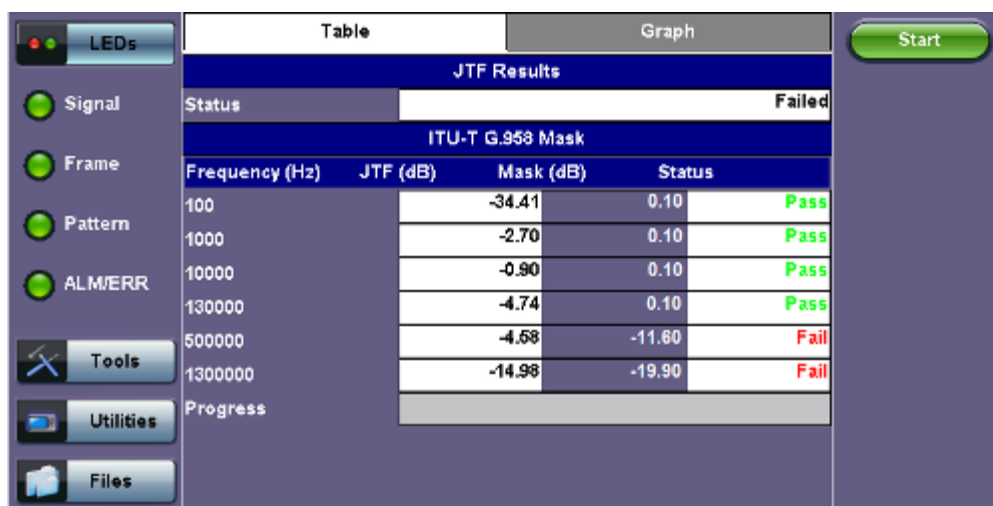 LEDs
Signal
Frame
Pattern
ALM/ERR
Tools
Utilities
Files
Table Graph
JTF Results
Status Failed
ITU-T G.958 Mask
Frequency (Hz) JTF (dB) Mask (dB) Status
100 -34.41 0.10 Pass
1000 -2.70 0.10 Pass
10000 -0.90 0.10 Pass
130000 -4.74 0.10 Pass
500000 -4.58 -11.60 Fail
1300000 -14.98 -19.90 Fail
Progress
Start